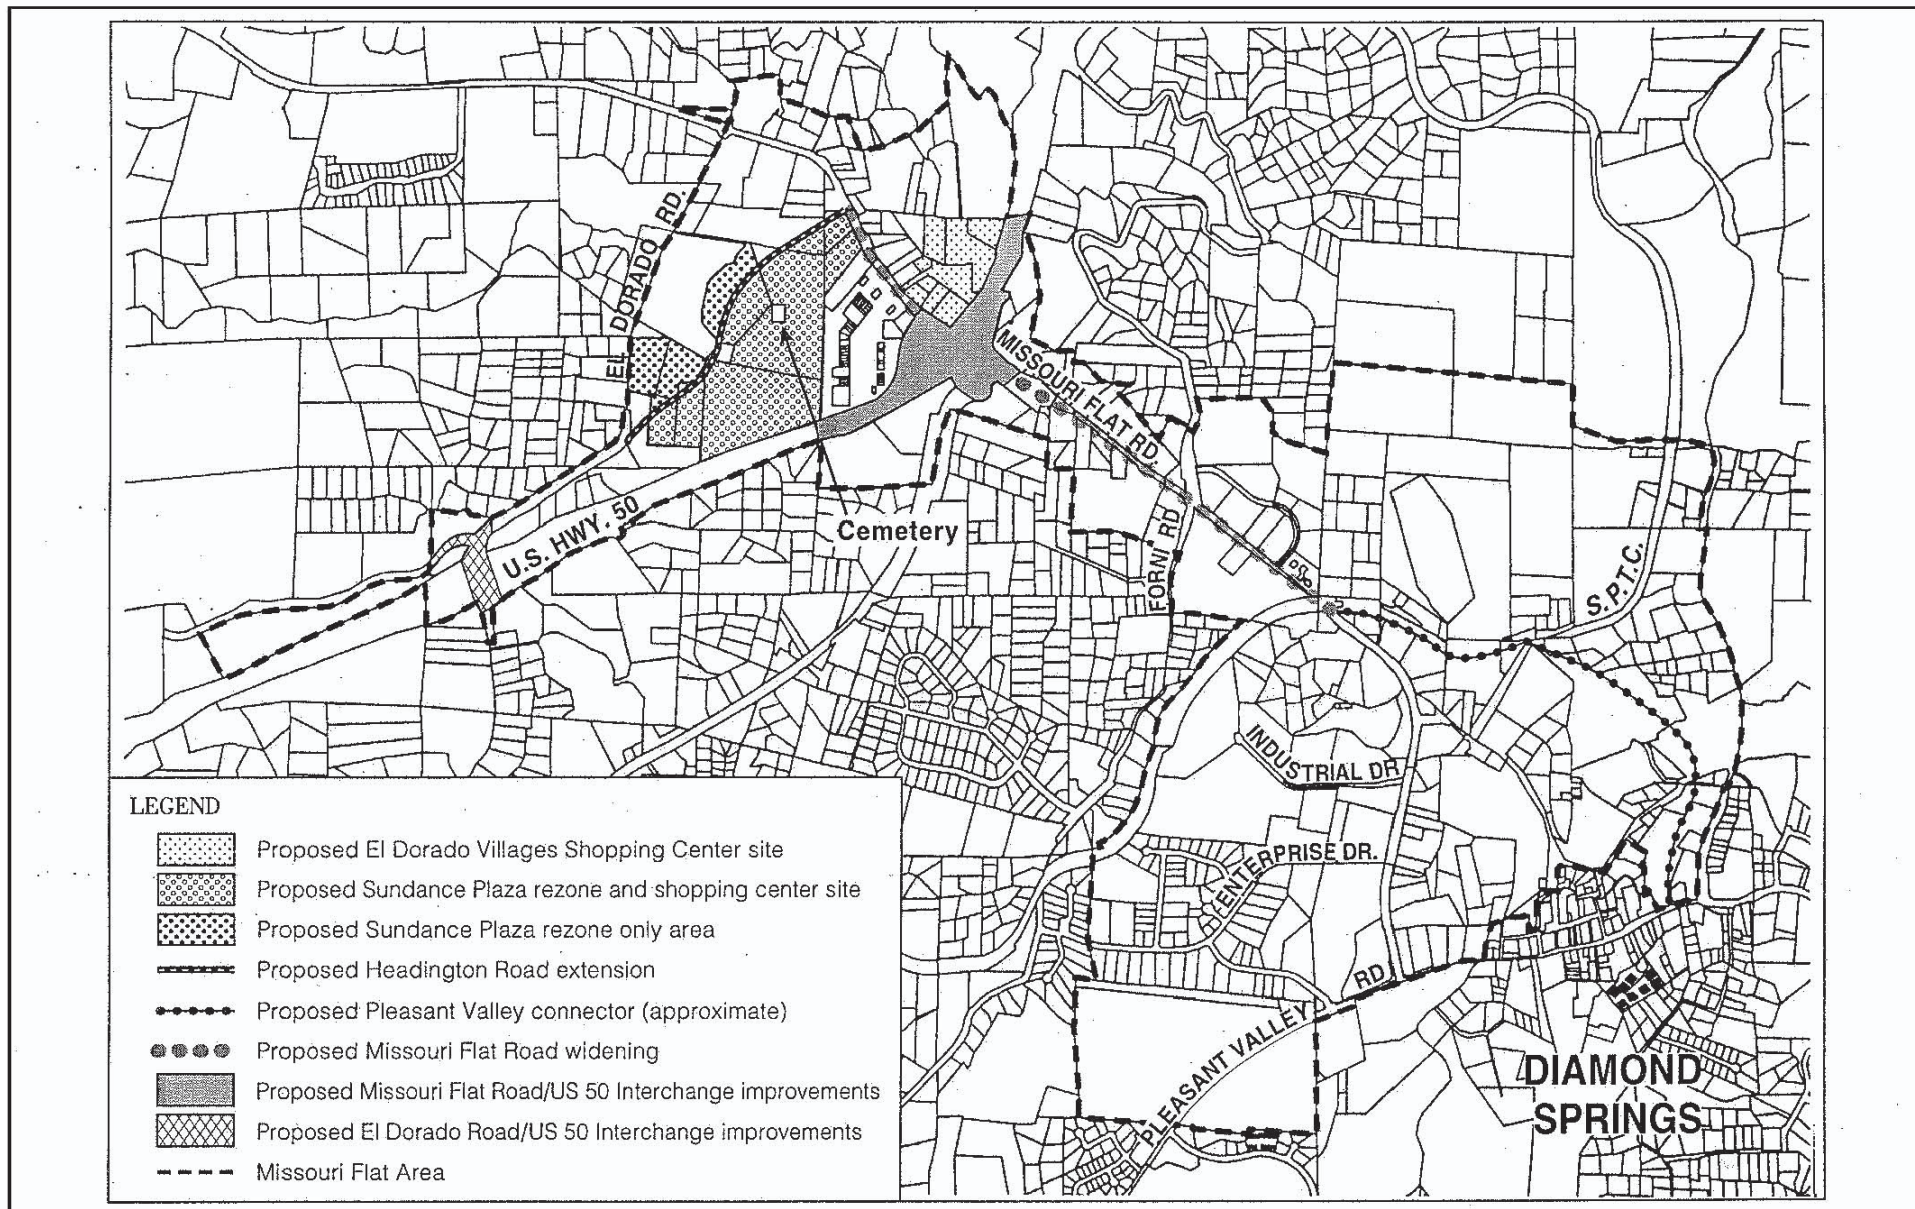 EL DORADO RD.
MISSOURI FLAT RD.
U.S. HWY. 50
Cemetery
FORNI RD
S.P.T.C.
INDUSTRIAL DR
ENTERPRISE DR.
PLEASANT VALLEY RD.
DIAMOND
SPRINGS
LEGEND
Proposed El Dorado Villages Shopping Center site
Proposed Sundance Plaza rezone and shopping center site
Proposed Sundance Plaza rezone only area
Proposed Headington Road extension
Proposed Pleasant Valley connector (approximate)
Proposed Missouri Flat Road widening
Proposed Missouri Flat Road/US 50 Interchange improvements
Proposed El Dorado Road/US 50 Interchange improvements
Missouri Flat Area